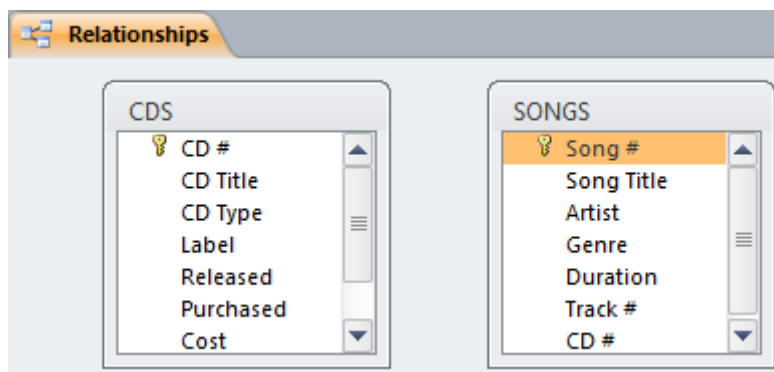 Relationships
CDS
CD #
CD Title
CD Type
Label
Released
Purchased
Cost
SONGS
Song #
Song Title
Artist
Genre
Duration
Track #
CD #